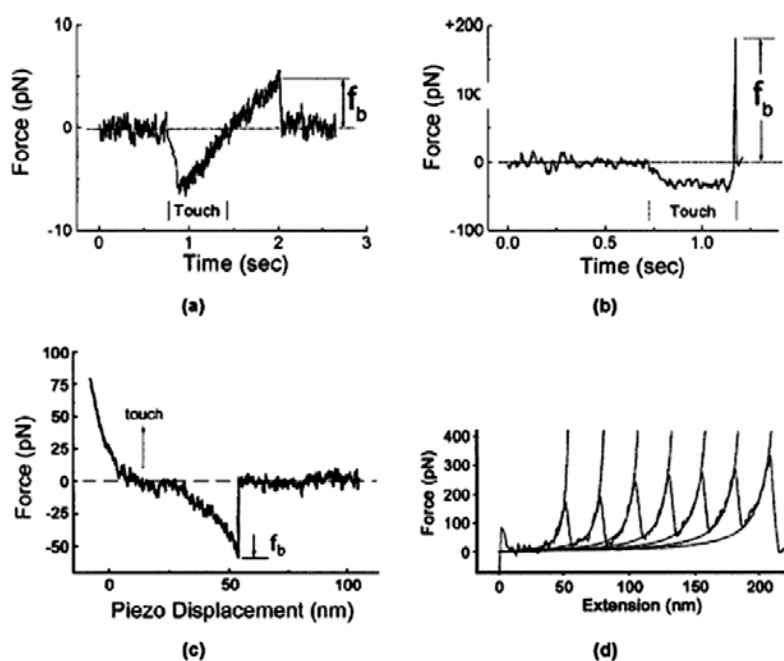 10
0
-10
Force (pN)
f_b
Touch
0
1
2
3
Time (sec)
(a)
+200
100
0
-100
Force (pN)
f_b
Touch
0.0
0.5
1.0
Time (sec)
(b)
100
75
50
25
0
-25
-50
Force (pN)
touch
f_b
0
50
100
Piezo Displacement (nm)
(c)
400
300
200
100
0
Force (pN)
0
50
100
150
200
Extension (nm)
(d)